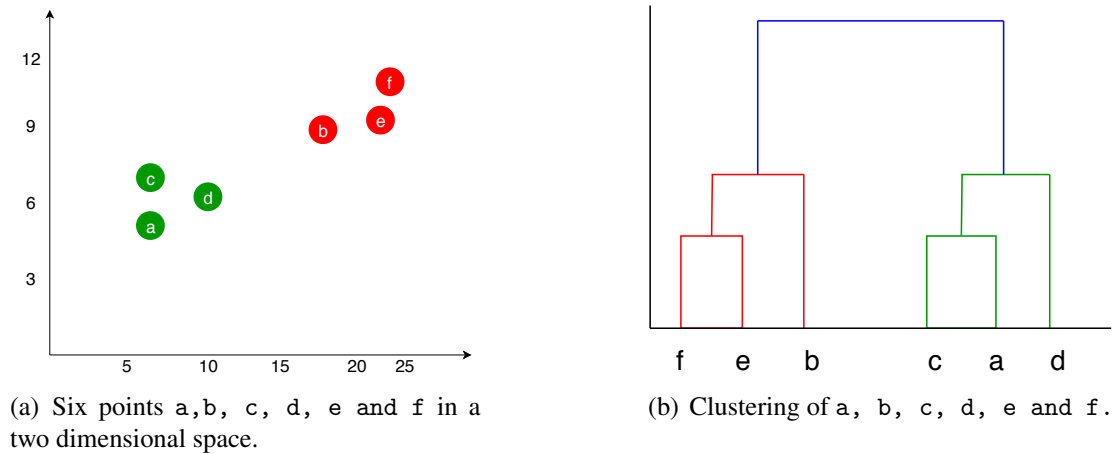 12
9
6
3
f
e
b
c
d
a
5 10 15 20 25
(a) Six points a,b, c, d, e and f in a
two dimensional space.
f e b c a d
(b) Clustering of a, b, c, d, e and f.